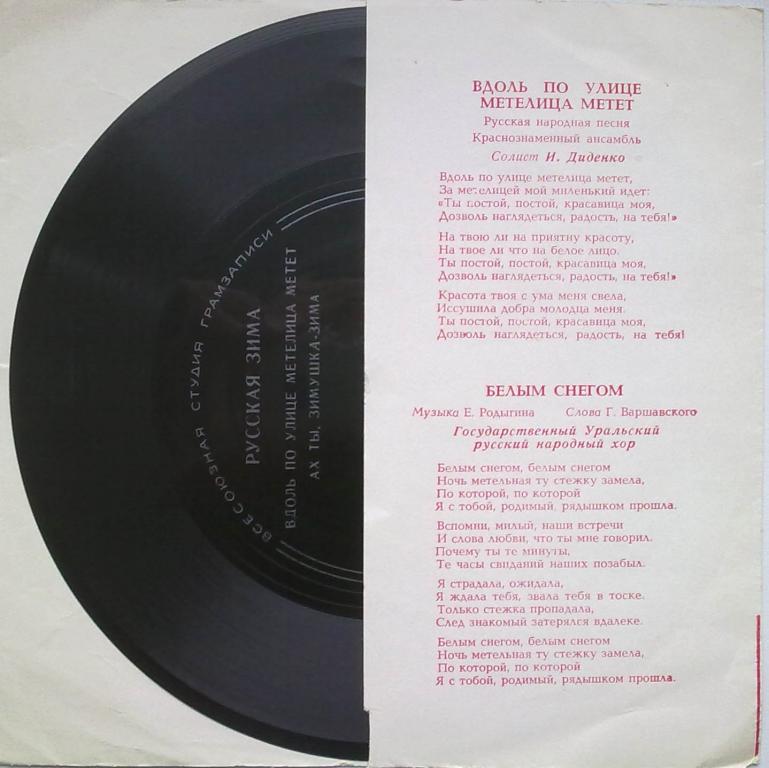 ВСЕСОЮЗНАЯ СТУДИЯ ГРАМЗАПИСИ
РУССКАЯ ЗИМА
ВДОЛЬ ПО УЛИЦЕ МЕТЕЛИЦА МЕТЕТ
АХ ТЫ, ЗИМУШКА-ЗИМА
ВДОЛЬ ПО УЛИЦЕ
МЕТЕЛИЦА МЕТЕТ
Русская народная песня
Краснознаменный ансамбль
Солист И. Диденко
Вдоль по улице метелица метет,
За метелицей мой миленький идет:
«Ты постой, постой, красавица моя,
Дозволь наглядеться, радость, на тебя!»
На твою ли на приятну красоту,
На твое ли что на белое лицо.
Ты постой, постой, красавица моя,
Дозволь наглядеться, радость, на тебя!»
Красота твоя с ума меня свела,
Иссушила добра молодца меня.
Ты постой, постой, красавица моя,
Дозволь наглядеться, радость, на тебя!
БЕЛЫМ СНЕГОМ
Музыка Е. Родыгина Слова Г. Варшавского
Государственный Уральский
русский народный хор
Белым снегом, белым снегом
Ночь метельная ту стежку замела,
По которой, по которой
Я с тобой, родимый, рядышком прошла.
Вспомни, милый, наши встречи
И слова любви, что ты мне говорил.
Почему ты те минуты,
Те часы свиданий наших позабыл.
Я страдала, ожидала,
Я ждала тебя, звала тебя в тоске.
Только стежка пропадала,
След знакомый затерялся вдалеке.
Белым снегом, белым снегом
Ночь метельная ту стежку замела,
По которой, по которой
Я с тобой, родимый, рядышком прошла.